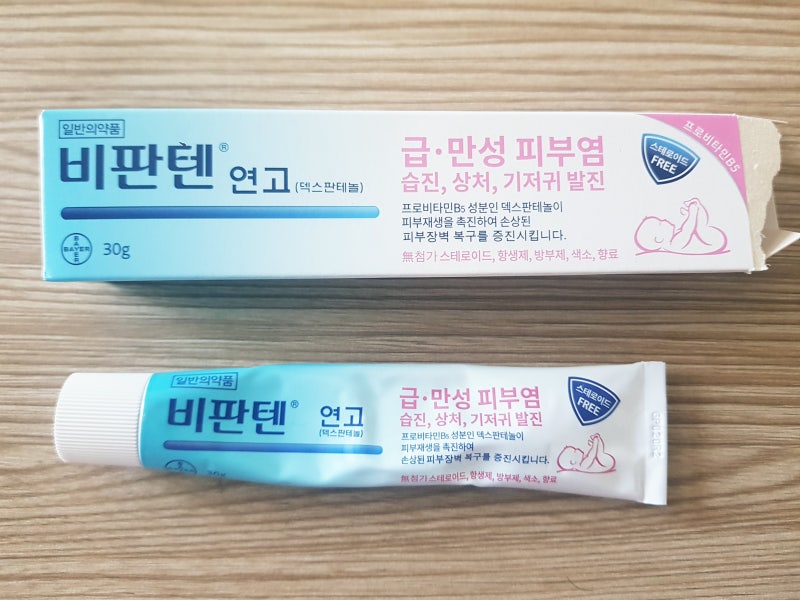 일반의약품
비판텐® 연고 (덱스판테놀)
BAYER
BAYER
30g
급·만성 피부염
습진, 상처, 기저귀 발진
프로비타민B5 성분인 덱스판테놀이
피부재생을 촉진하여 손상된
피부장벽 복구를 증진시킵니다.
無첨가 스테로이드, 항생제, 방부제, 색소, 향료
스테로이드
FREE
프로비타민B5
일반의약품
비판텐® 연고
(덱스판테놀)
30g
급·만성 피부염
습진, 상처, 기저귀 발진
프로비타민B5 성분인 덱스판테놀이
피부재생을 촉진하여
손상된 피부장벽 복구를 증진시킵니다.
無첨가 스테로이드, 항생제, 방부제, 색소, 향료
스테로이드
FREE